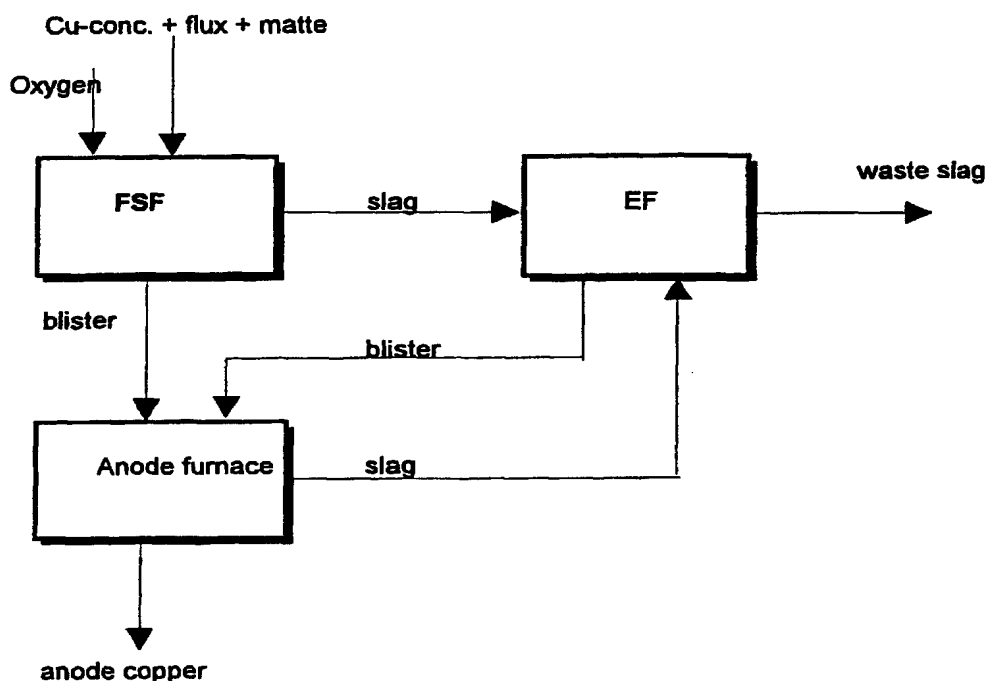 Cu-conc. + flux + matte
Oxygen
FSF
slag
EF
waste slag
blister
blister
Anode furnace
slag
anode copper